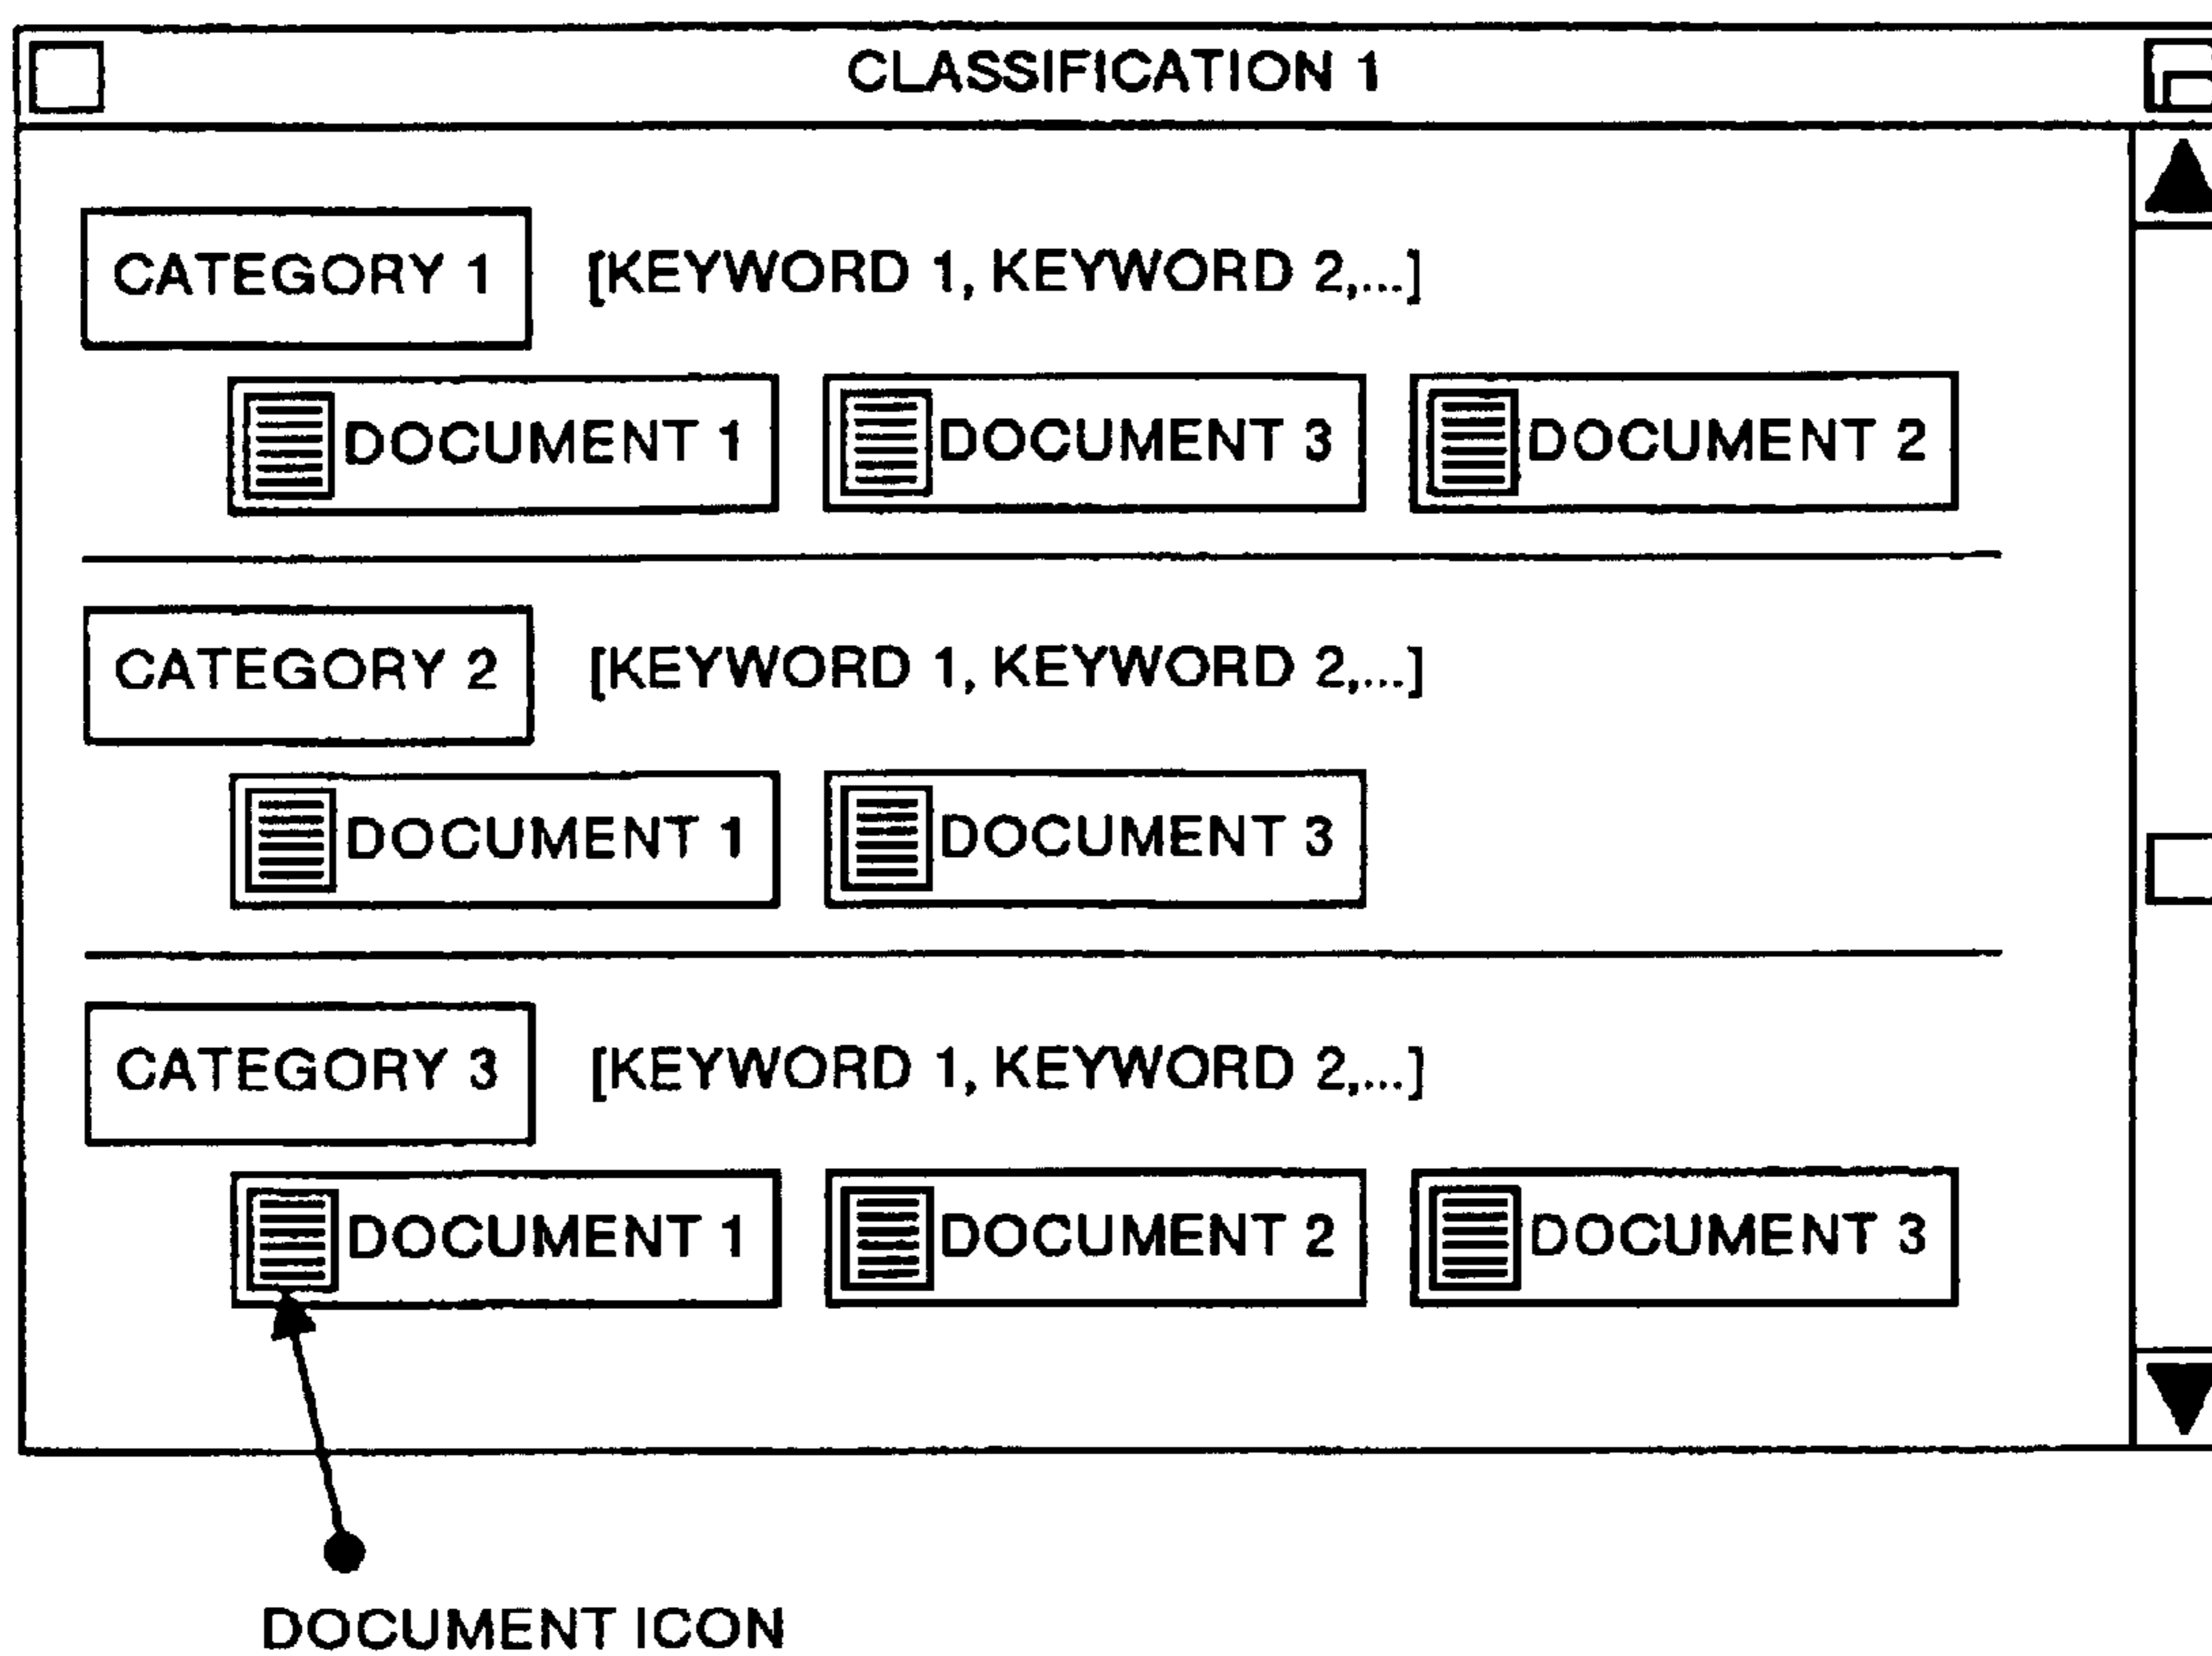 CLASSIFICATION 1
CATEGORY 1 [KEYWORD 1, KEYWORD 2,...]
DOCUMENT 1 DOCUMENT 3 DOCUMENT 2
CATEGORY 2 [KEYWORD 1, KEYWORD 2,...]
DOCUMENT 1 DOCUMENT 3
CATEGORY 3 [KEYWORD 1, KEYWORD 2,...]
DOCUMENT 1 DOCUMENT 2 DOCUMENT 3
DOCUMENT ICON